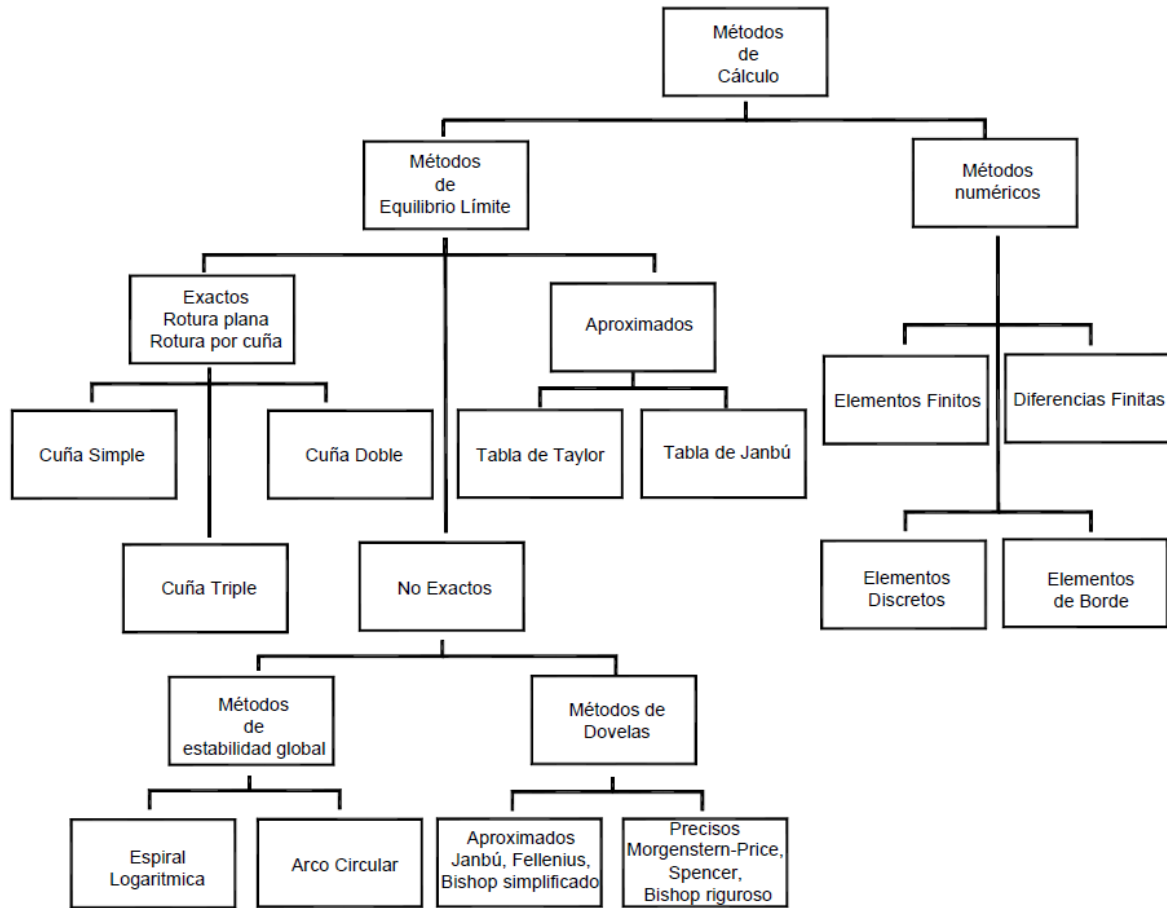 Métodos
de
Cálculo
Métodos
de
Equilibrio Límite
Métodos
numéricos
Exactos
Rotura plana
Rotura por cuña
Aproximados
Elementos Finitos
Diferencias Finitas
Cuña Simple
Cuña Doble
Tabla de Taylor
Tabla de Janbú
Cuña Triple
No Exactos
Elementos
Discretos
Elementos
de Borde
Métodos
de
estabilidad global
Métodos de
Dovelas
Espiral
Logaritmica
Arco Circular
Aproximados
Janbú, Fellenius,
Bishop simplificado
Precisos
Morgenstern-Price,
Spencer,
Bishop riguroso